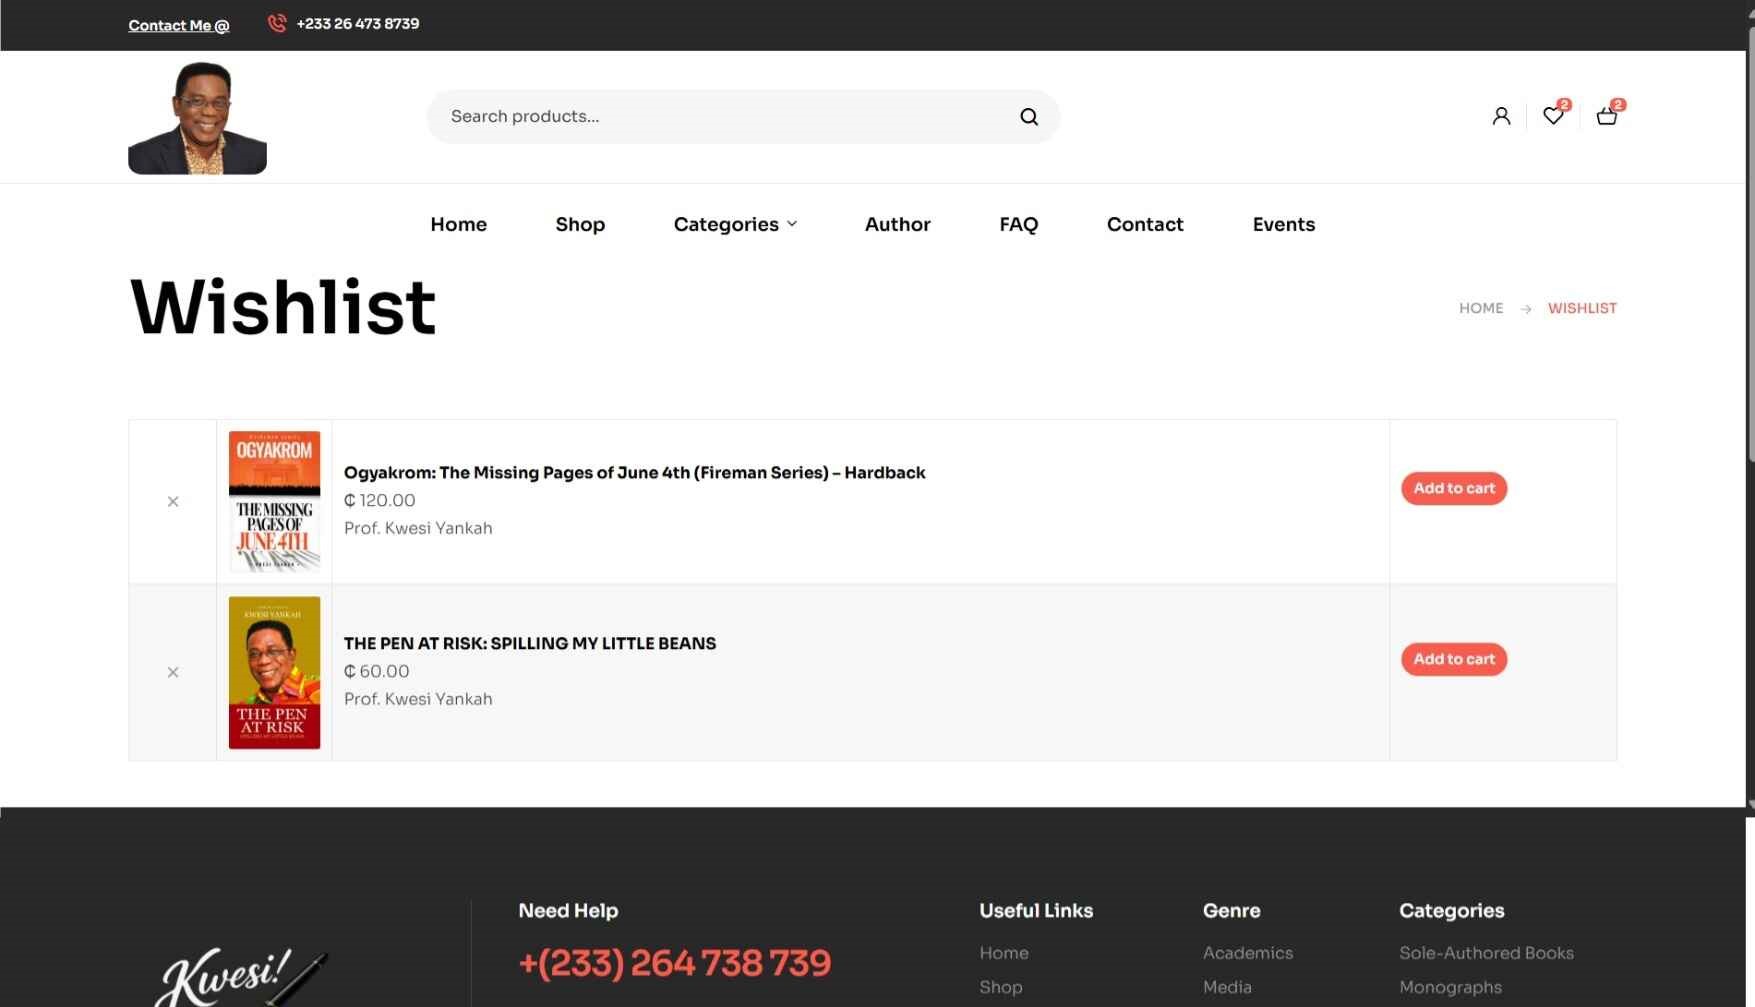 Contact Me @
+233 26 473 8739
Search products...
2
2
Home
Shop
Categories
Author
FAQ
Contact
Events
Wishlist
HOME → WISHLIST
OGYAKROM
THE MISSING
PAGES OF
JUNE 4TH
Ogyakrom: The Missing Pages of June 4th (Fireman Series) – Hardback
₵ 120.00
Prof. Kwesi Yankah
Add to cart
KWESI YANKAH
THE PEN
AT RISK
SPILLING MY LITTLE BEANS
THE PEN AT RISK: SPILLING MY LITTLE BEANS
₵ 60.00
Prof. Kwesi Yankah
Add to cart
Kwesi!
Need Help
+(233) 264 738 739
Useful Links
Home
Shop
Genre
Academics
Media
Categories
Sole-Authored Books
Monographs